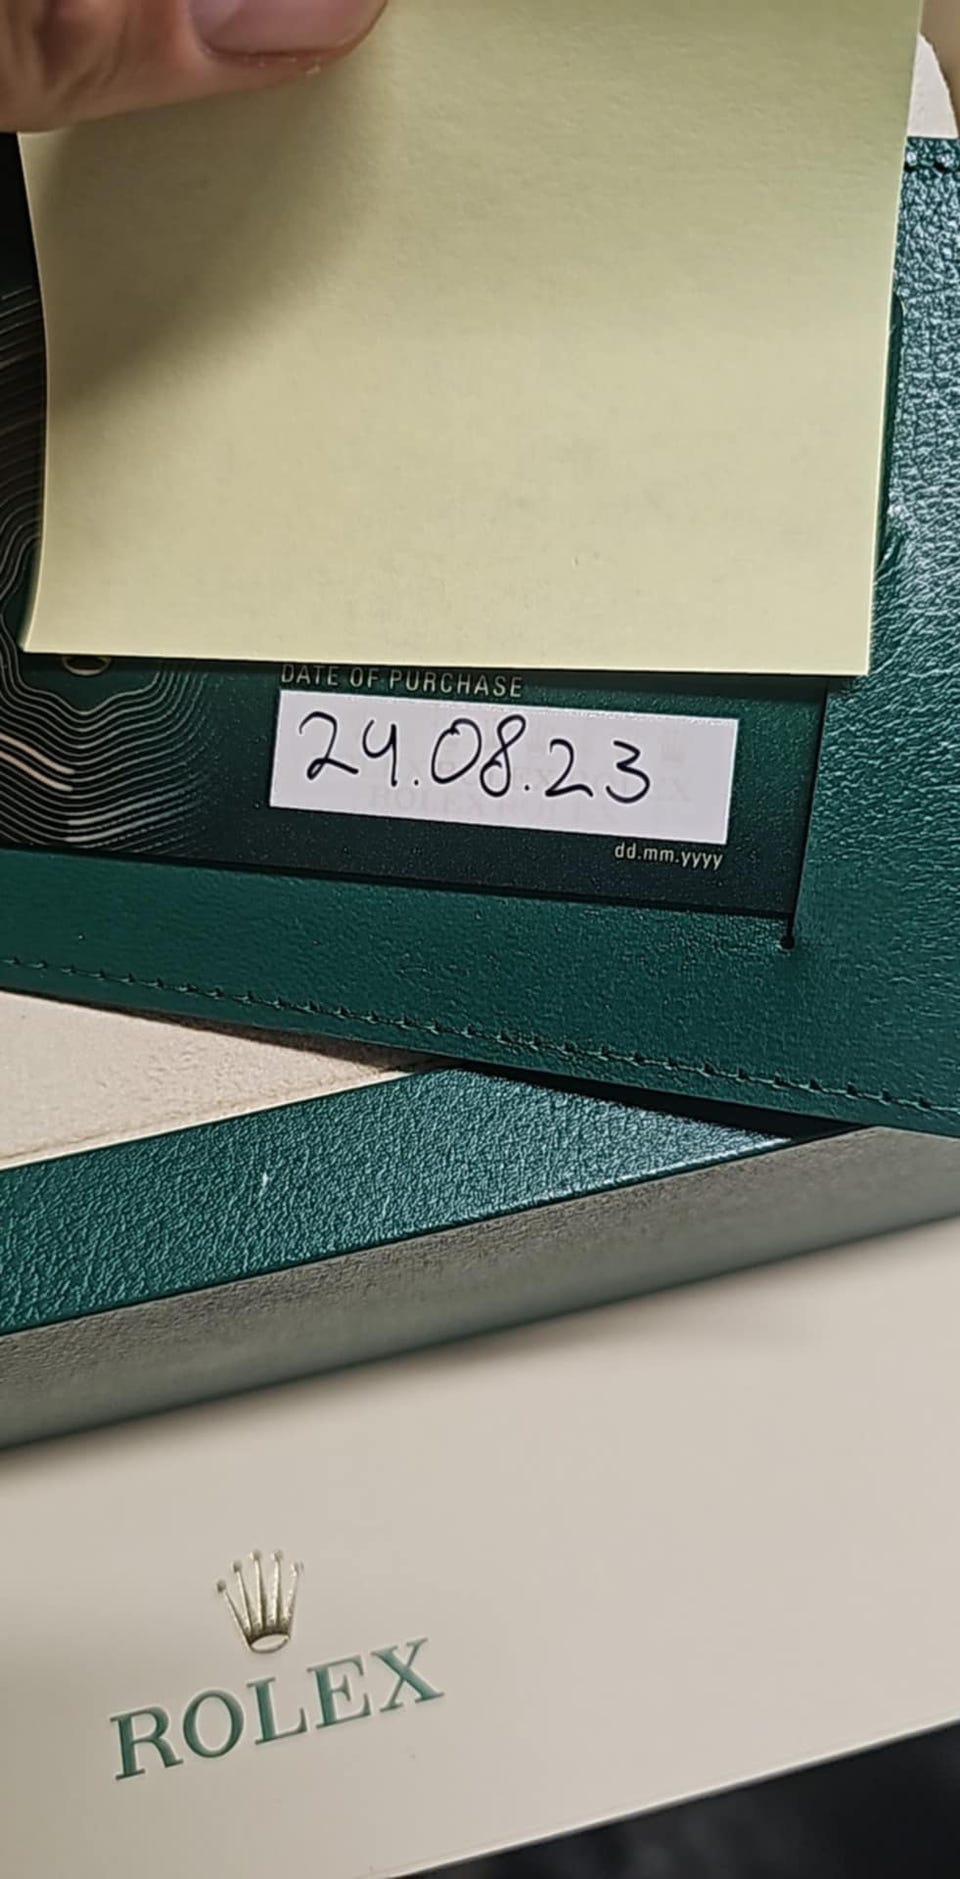 DATE OF PURCHASE
24.08.23
dd.mm.yyyy
ROLEX